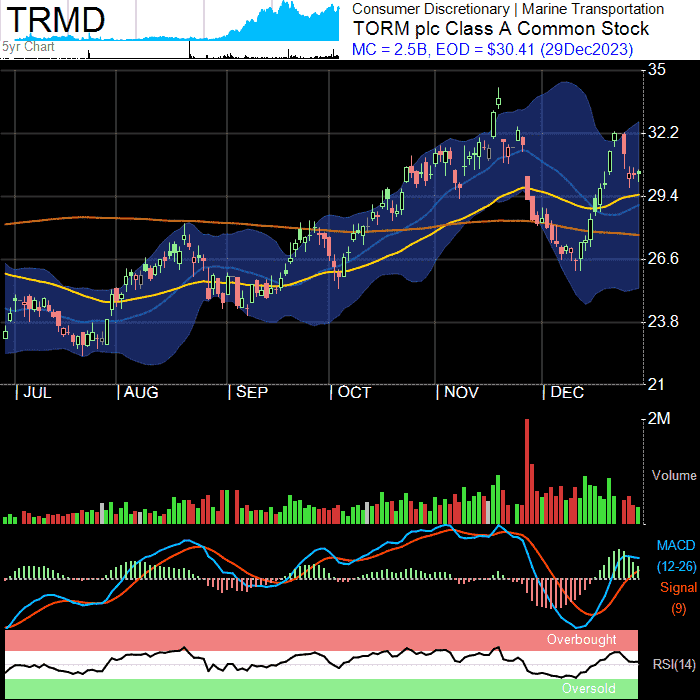 TRMD
5yr Chart
Consumer Discretionary | Marine Transportation
TORM plc Class A Common Stock
MC = 2.5B, EOD = $30.41 (29Dec2023)
35
32.2
29.4
26.6
23.8
21
JUL
AUG
SEP
OCT
NOV
DEC
2M
Volume
MACD
(12-26)
Signal
(9)
Overbought
RSI(14)
Oversold